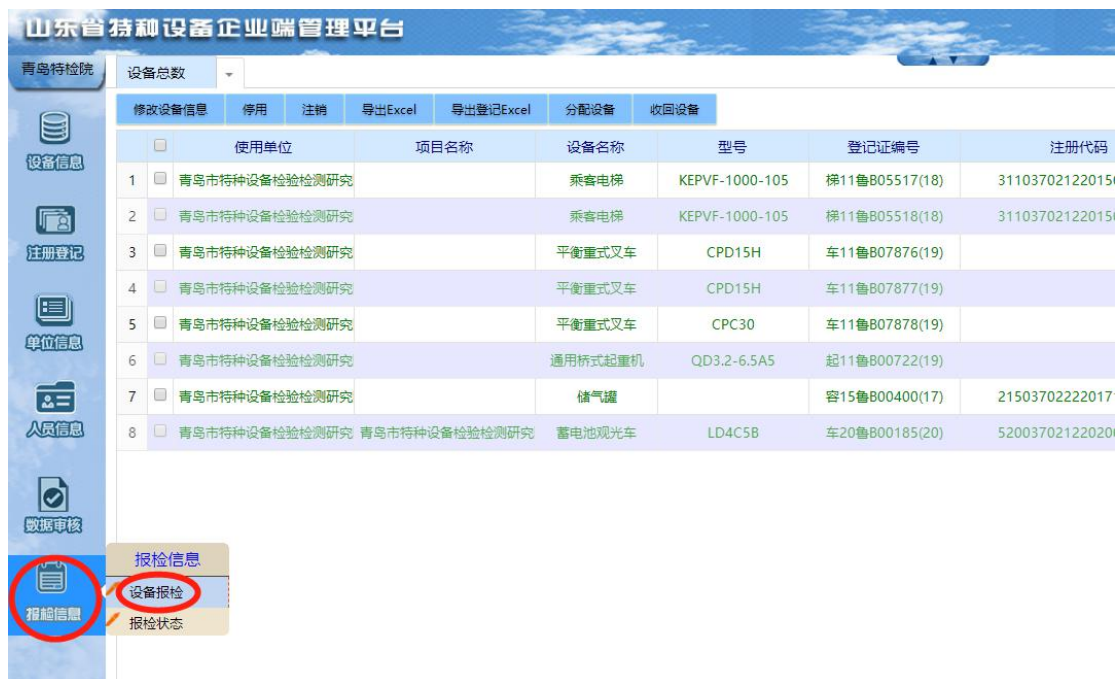 山东省特种设备企业端管理平台
青岛特检院
设备总数
修改设备信息 停用 注销 导出Excel 导出登记Excel 分配设备 收回设备
使用单位 项目名称 设备名称 型号 登记证编号 注册代码
1 青岛市特种设备检验检测研究 乘客电梯 KEPVF-1000-105 梯11鲁B05517(18) 311037021220150
2 青岛市特种设备检验检测研究 乘客电梯 KEPVF-1000-105 梯11鲁B05518(18) 311037021220150
3 青岛市特种设备检验检测研究 平衡重式叉车 CPD15H 车11鲁B07876(19)
4 青岛市特种设备检验检测研究 平衡重式叉车 CPD15H 车11鲁B07877(19)
5 青岛市特种设备检验检测研究 平衡重式叉车 CPC30 车11鲁B07878(19)
6 青岛市特种设备检验检测研究 通用桥式起重机 QD3.2-6.5A5 起11鲁B00722(19)
7 青岛市特种设备检验检测研究 储气罐 容15鲁B00400(17) 2150370222201
8 青岛市特种设备检验检测研究 青岛市特种设备检验检测研究 蓄电池观光车 LD4C5B 车20鲁B00185(20) 520037021220200
设备信息
注册登记
单位信息
人员信息
数据审核
报检信息
报检信息
设备报检
报检状态